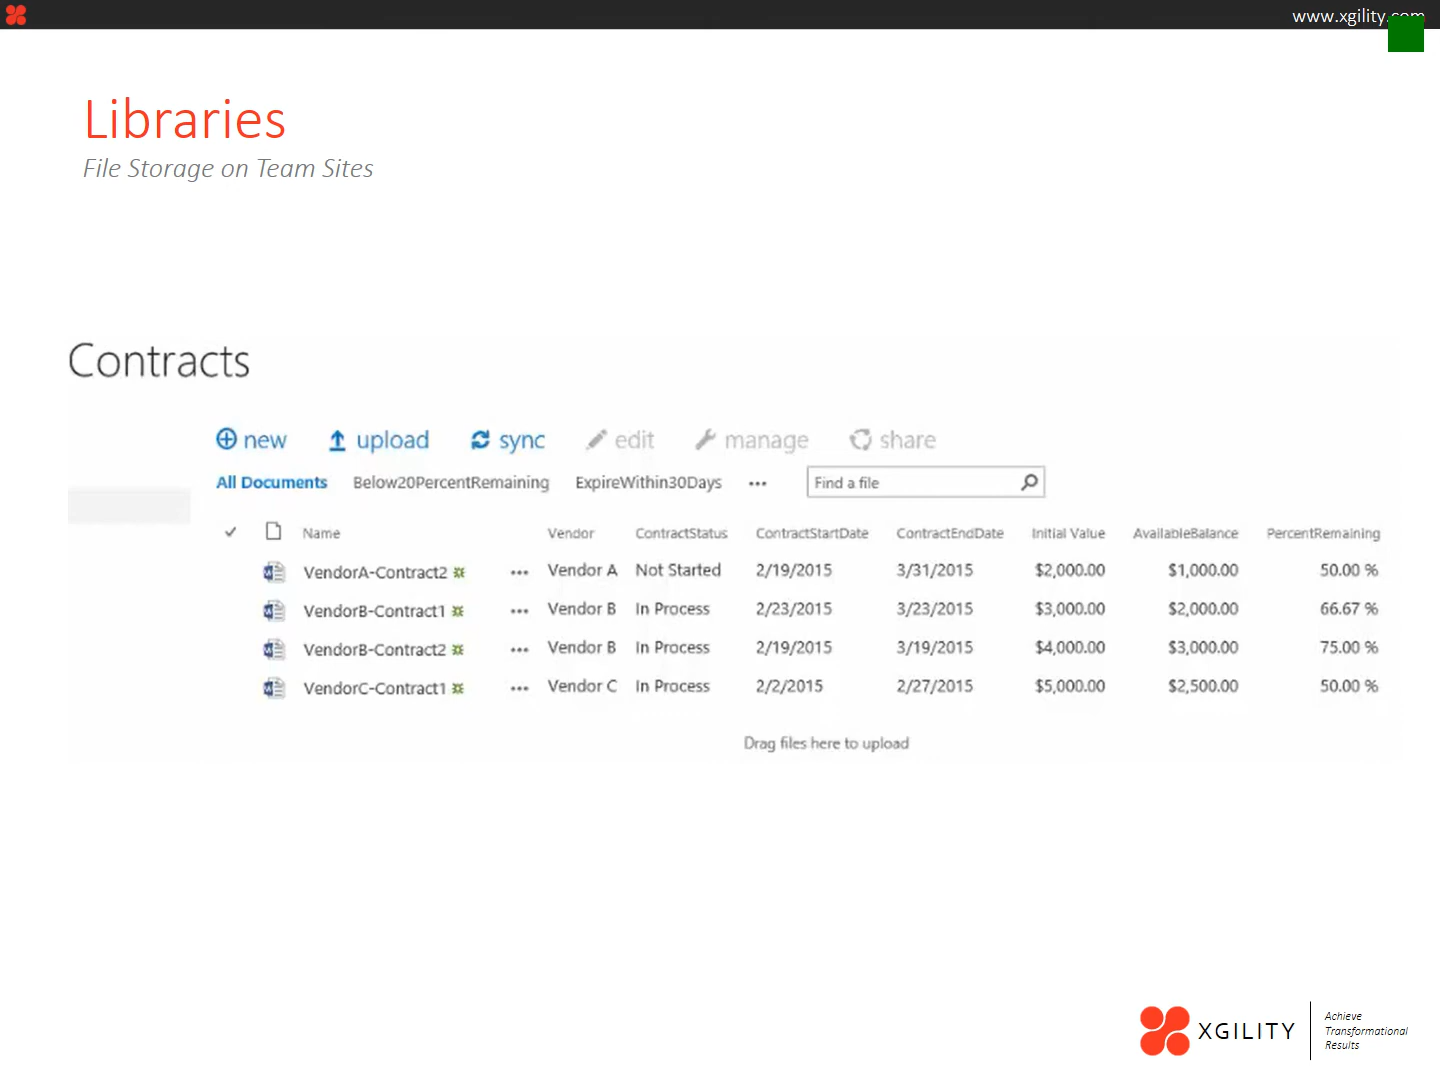 www.xgility.com
Libraries
File Storage on Team Sites
Contracts
new upload sync edit manage share
All Documents Below20PercentRemaining ExpireWithin30Days ••• Find a file
Name Vendor ContractStatus ContractStartDate ContractEndDate Initial Value AvailableBalance PercentRemaining
VendorA-Contract2 ••• Vendor A Not Started 2/19/2015 3/31/2015 $2,000.00 $1,000.00 50.00 %
VendorB-Contract1 ••• Vendor B In Process 2/23/2015 3/23/2015 $3,000.00 $2,000.00 66.67 %
VendorB-Contract2 ••• Vendor B In Process 2/19/2015 3/19/2015 $4,000.00 $3,000.00 75.00 %
VendorC-Contract1 ••• Vendor C In Process 2/2/2015 2/27/2015 $5,000.00 $2,500.00 50.00 %
Drag files here to upload
XGILITY
Achieve
Transformational
Results